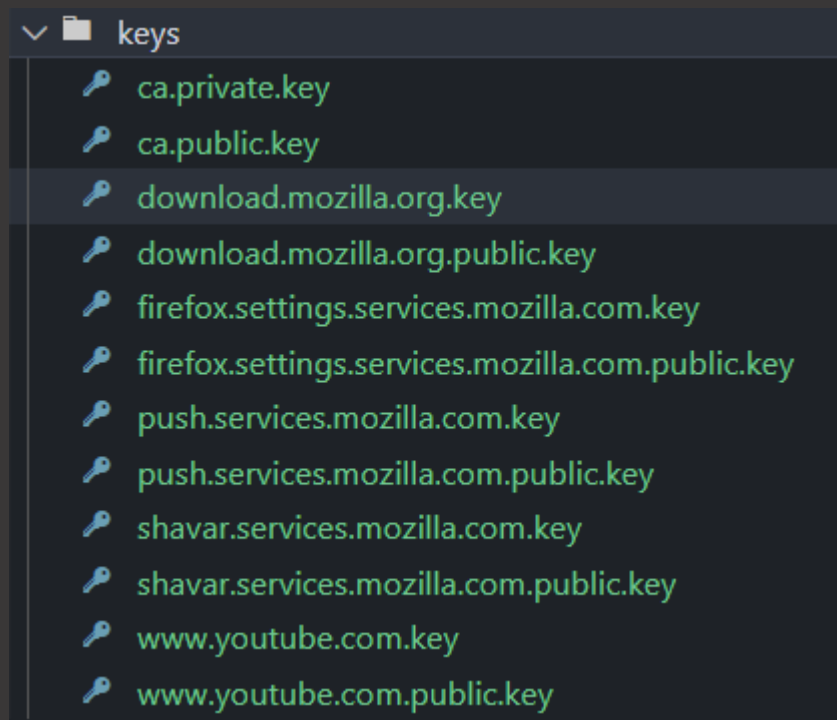 keys
ca.private.key
ca.public.key
download.mozilla.org.key
download.mozilla.org.public.key
firefox.settings.services.mozilla.com.key
firefox.settings.services.mozilla.com.public.key
push.services.mozilla.com.key
push.services.mozilla.com.public.key
shavar.services.mozilla.com.key
shavar.services.mozilla.com.public.key
www.youtube.com.key
www.youtube.com.public.key